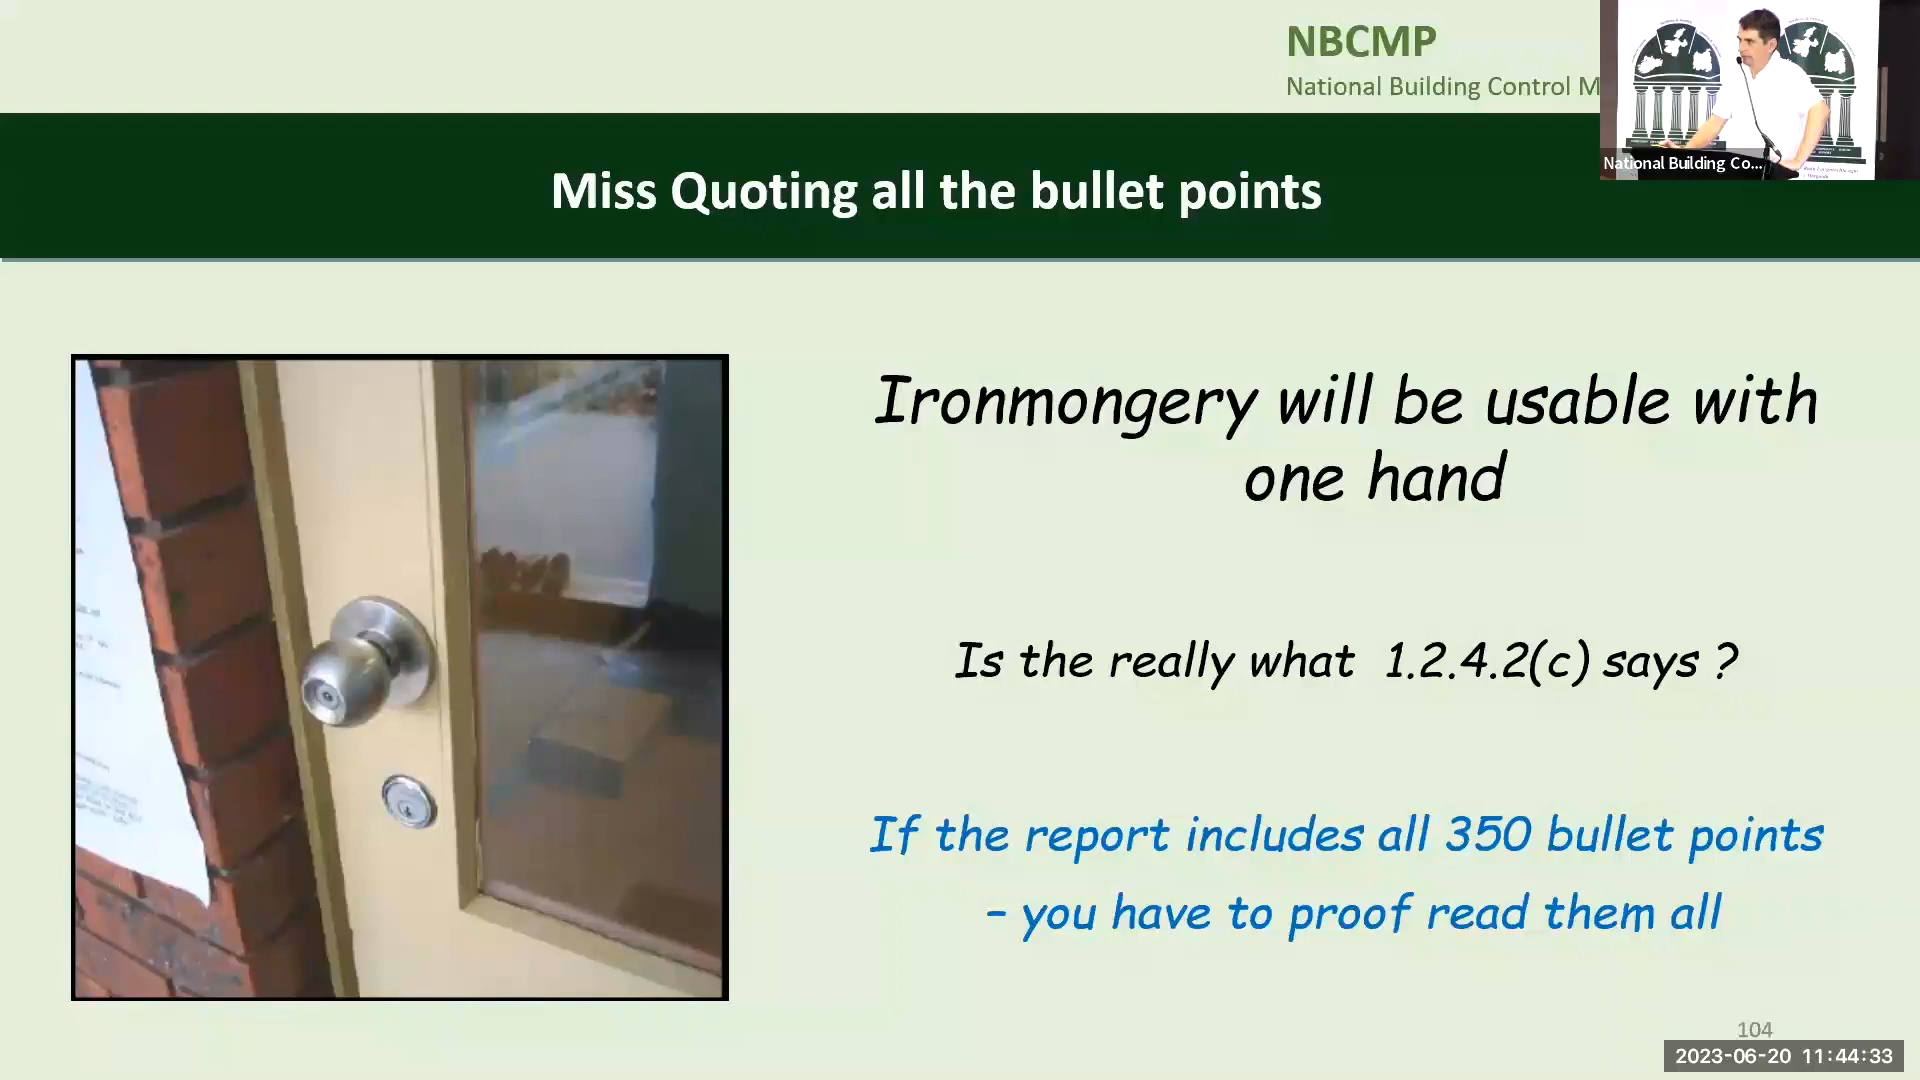 NBCMP
National Building Control M
National Building Co...
Miss Quoting all the bullet points
Ironmongery will be usable with
one hand
Is the really what 1.2.4.2(c) says ?
If the report includes all 350 bullet points
– you have to proof read them all
104
2023-06-20 11:44:33